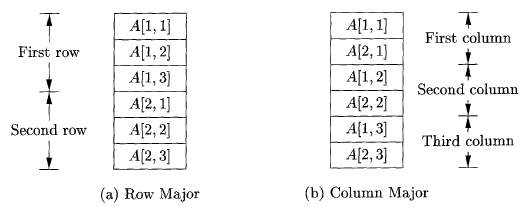 First row
Second row
A[1, 1]
A[1, 2]
A[1, 3]
A[2, 1]
A[2, 2]
A[2, 3]
(a) Row Major
A[1, 1]
A[2, 1]
A[1, 2]
A[2, 2]
A[1, 3]
A[2, 3]
First column
Second column
Third column
(b) Column Major